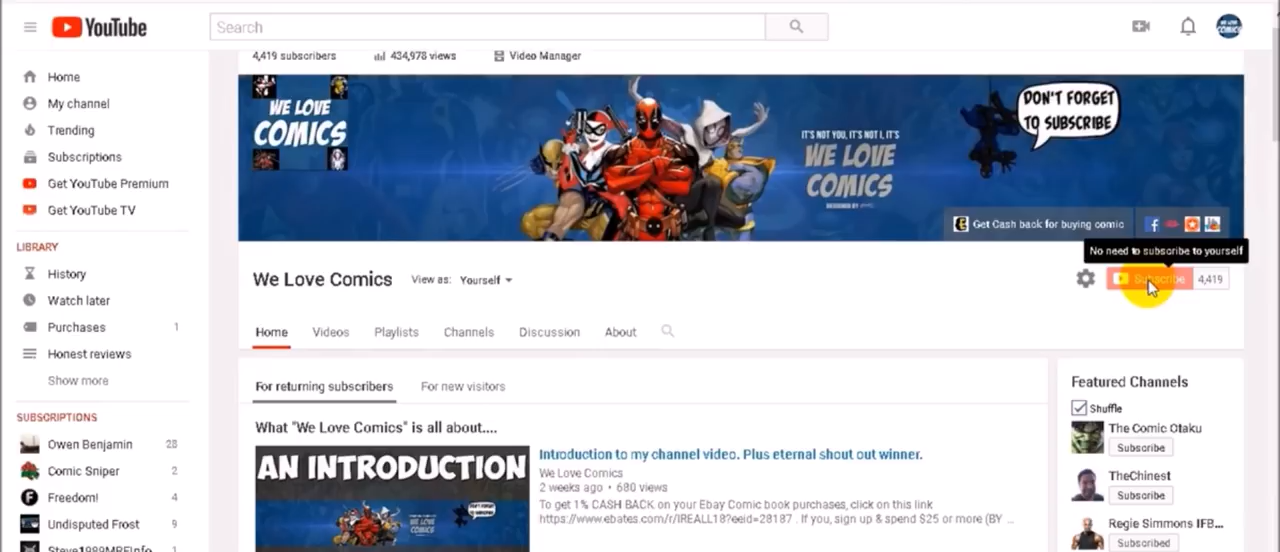 YouTube
Search
4,419 subscribers
434,978 views
Video Manager
Home
My channel
Trending
Subscriptions
Get YouTube Premium
Get YouTube TV
LIBRARY
History
Watch later
Purchases 1
Honest reviews
Show more
SUBSCRIPTIONS
Owen Benjamin 28
Comic Sniper 2
Freedom! 4
Undisputed Frost 9
WE LOVE
COMICS
IT'S NOT YOU, IT'S NOT I, IT'S
WE LOVE
COMICS
DESIGNED BY
DON'T FORGET
TO SUBSCRIBE
Get Cash back for buying comic
No need to subscribe to yourself
We Love Comics
View as: Yourself
Subscribe 4,419
Home Videos Playlists Channels Discussion About
For returning subscribers For new visitors
What "We Love Comics" is all about....
AN INTRODUCTION
WE LOVE
COMICS
Introduction to my channel video. Plus eternal shout out winner.
We Love Comics
2 weeks ago • 680 views
To get 1% CASH BACK on your Ebay Comic book purchases, click on this link
https://www.ebates.com/r/IREALL18?eeid=28187 . If you, sign up & spend $25 or more (BY ...
Featured Channels
Shuffle
The Comic Otaku
Subscribe
TheChinest
Subscribe
Regie Simmons IFB...
Subscribed